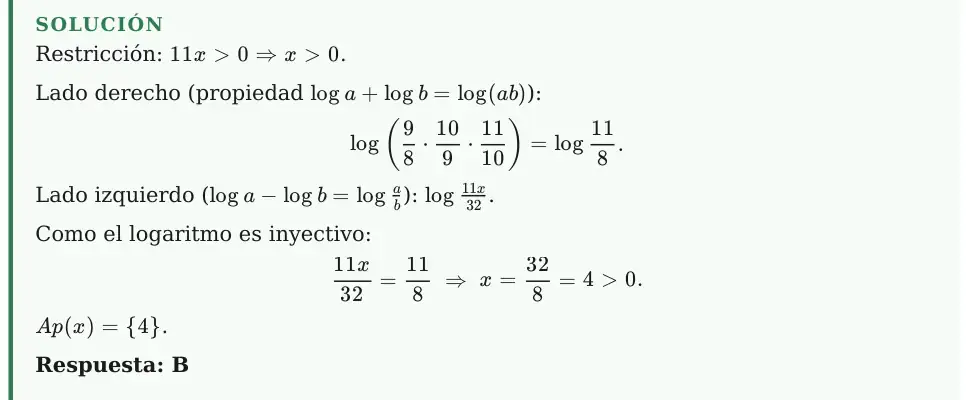 SOLUCIÓN
Restricción: 11x > 0 ⇒ x > 0.
Lado derecho (propiedad log a + log b = log(ab)):
log (9/8 · 10/9 · 11/10) = log 11/8.
Lado izquierdo (log a − log b = log a/b): log 11x/32.
Como el logaritmo es inyectivo:
11x/32 = 11/8 ⇒ x = 32/8 = 4 > 0.
Ap(x) = {4}.
Respuesta: B